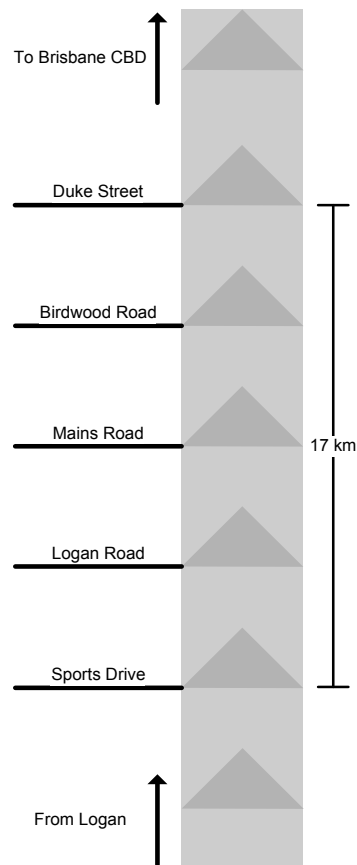 To Brisbane CBD
Duke Street
Birdwood Road
Mains Road
17 km
Logan Road
Sports Drive
From Logan